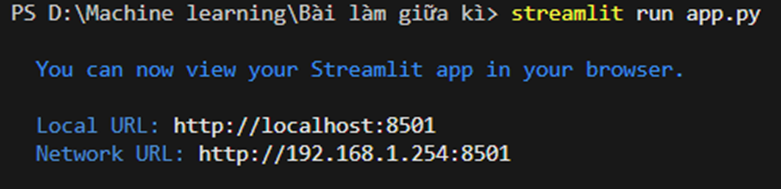 PS D:\Machine learning\Bài làm giữa kì> streamlit run app.py
You can now view your Streamlit app in your browser.
Local URL: http://localhost:8501
Network URL: http://192.168.1.254:8501